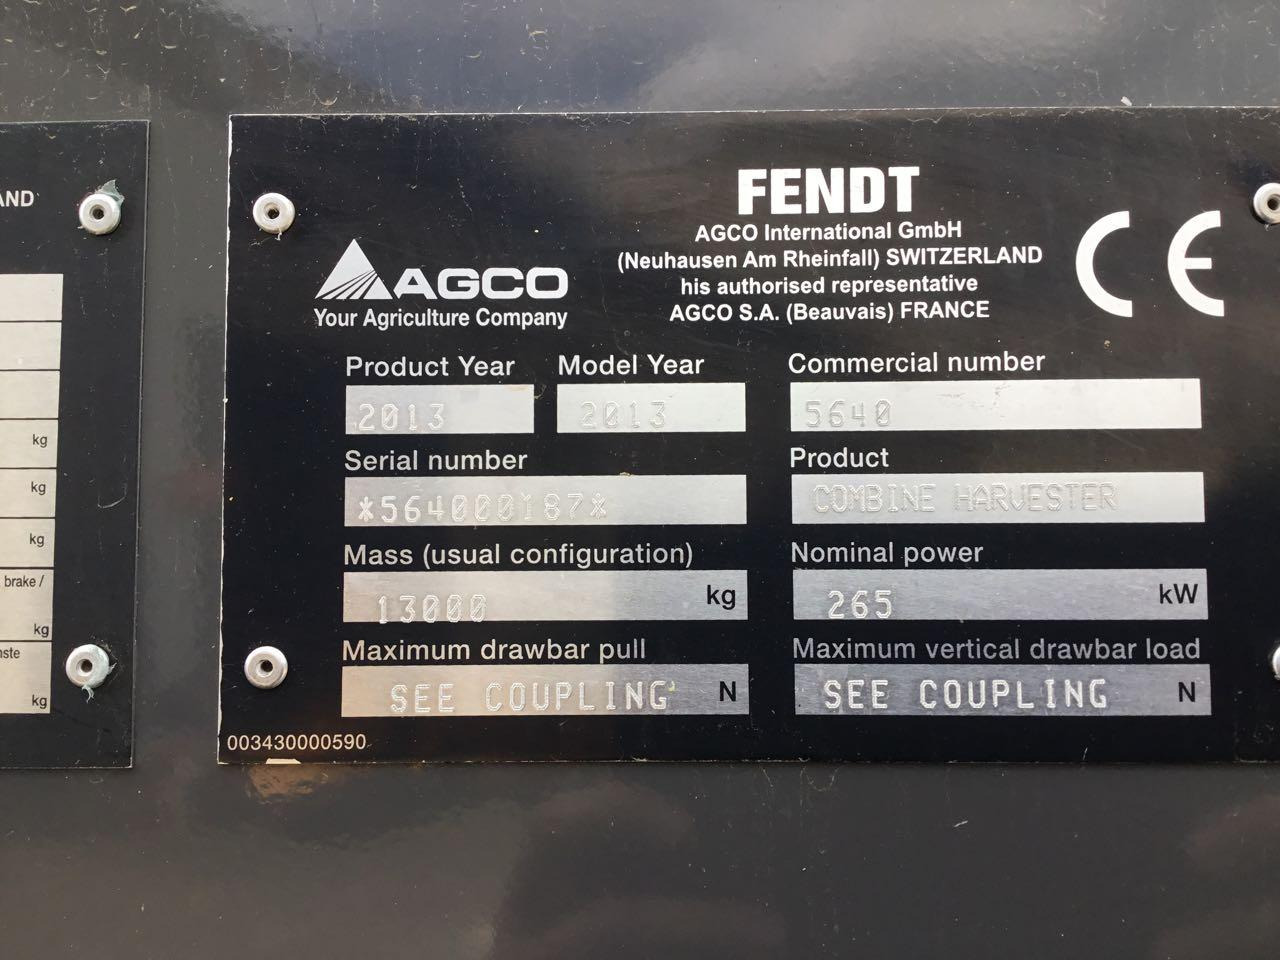 AND
kg
kg
kg
brake /
kg
nste
kg
FENDT
AGCO International GmbH
(Neuhausen Am Rheinfall) SWITZERLAND
his authorised representative
AGCO S.A. (Beauvais) FRANCE
CE
AGCO
Your Agriculture Company
Product Year Model Year Commercial number
2013 2013 5640
Serial number Product
*564000187* COMBINE HARVESTER
Mass (usual configuration) Nominal power
13000 kg 265 kW
Maximum drawbar pull Maximum vertical drawbar load
SEE COUPLING N SEE COUPLING N
003430000590